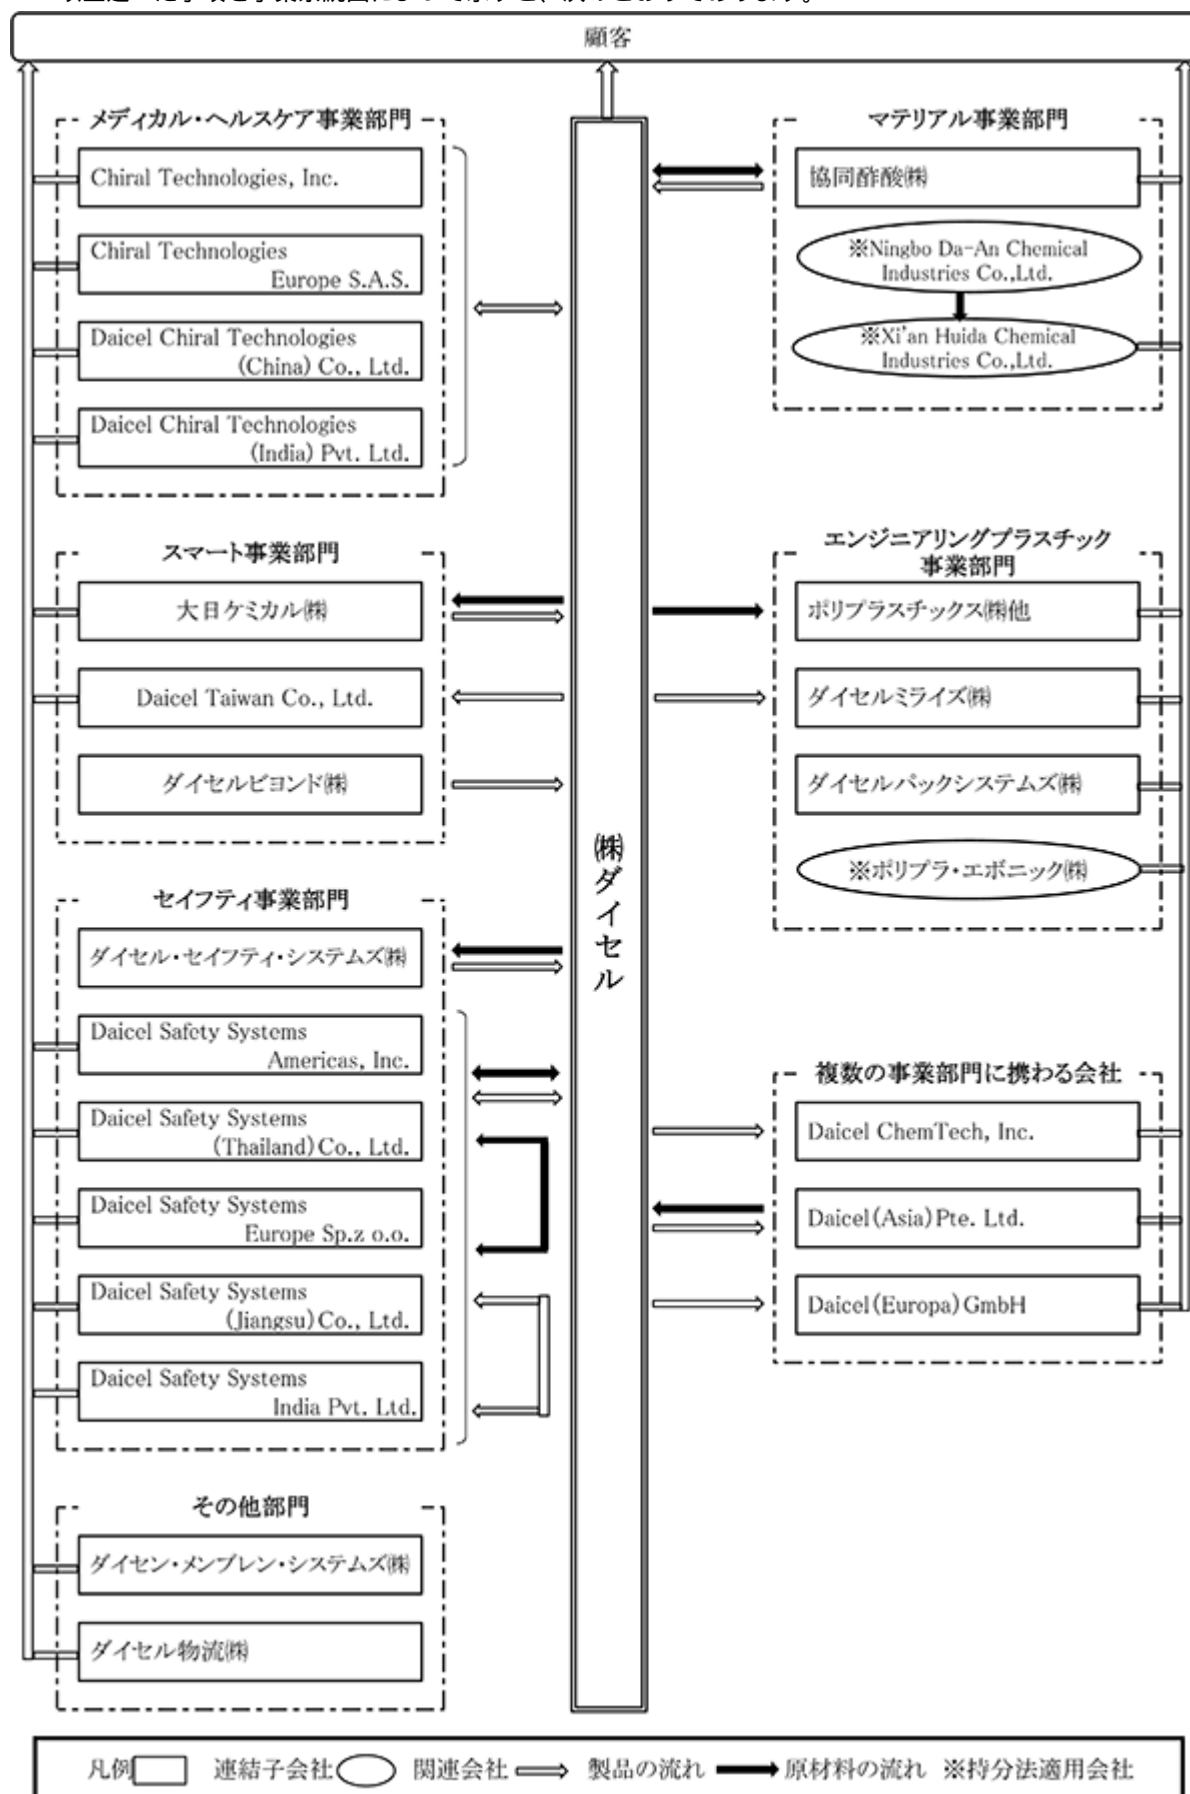 顧客
メディカル・ヘルスケア事業部門
Chiral Technologies, Inc.
Chiral Technologies
Europe S.A.S.
Daicel Chiral Technologies
(China) Co., Ltd.
Daicel Chiral Technologies
(India) Pvt. Ltd.
スマート事業部門
大日ケミカル㈱
Daicel Taiwan Co., Ltd.
ダイセルビヨンド㈱
セイフティ事業部門
ダイセル・セイフティ・システムズ㈱
Daicel Safety Systems
Americas, Inc.
Daicel Safety Systems
(Thailand)Co., Ltd.
Daicel Safety Systems
Europe Sp.z o.o.
Daicel Safety Systems
(Jiangsu)Co., Ltd.
Daicel Safety Systems
India Pvt. Ltd.
その他部門
ダイセン・メンブレン・システムズ㈱
ダイセル物流㈱
㈱ダイセル
マテリアル事業部門
協同酢酸㈱
※Ningbo Da-An Chemical
Industries Co.,Ltd.
※Xi'an Huida Chemical
Industries Co.,Ltd.
エンジニアリングプラスチック
事業部門
ポリプラスチックス㈱他
ダイセルミライズ㈱
ダイセルパックシステムズ㈱
※ポリプラ・エボニック㈱
複数の事業部門に携わる会社
Daicel ChemTech, Inc.
Daicel(Asia)Pte. Ltd.
Daicel(Europa)GmbH
凡例 連結子会社 関連会社 製品の流れ 原材料の流れ ※持分法適用会社